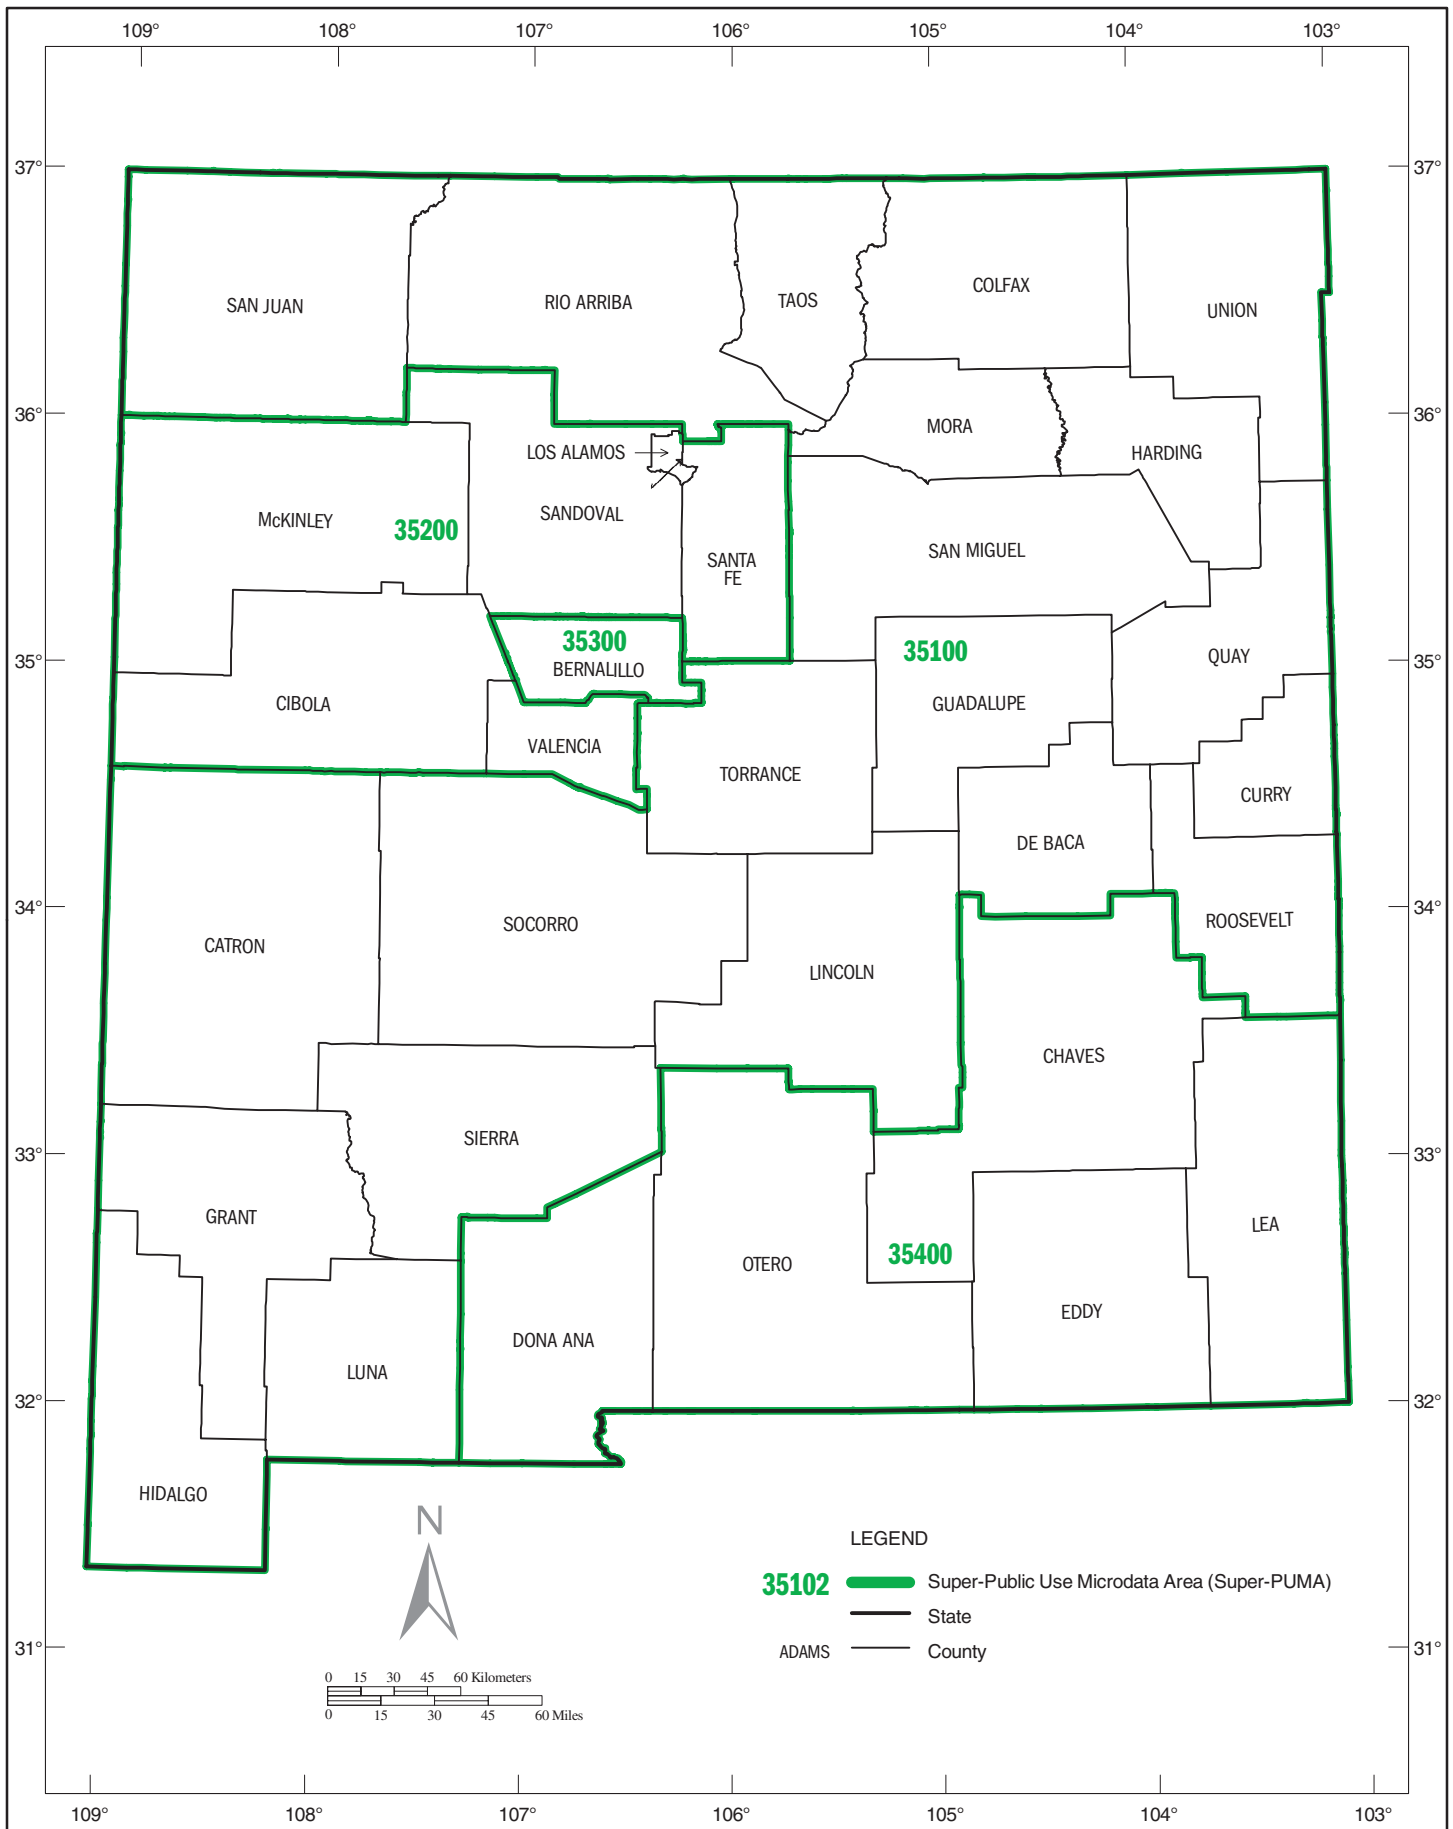 109° 108° 107° 106° 105° 104° 103°
37° 37°
SAN JUAN RIO ARRIBA TAOS COLFAX UNION
36° 36°
LOS ALAMOS MORA HARDING
McKINLEY 35200 SANDOVAL SAN MIGUEL
SANTA
FE
35300 35100
35° BERNALILLO QUAY 35°
CIBOLA GUADALUPE
VALENCIA TORRANCE
CURRY
DE BACA
34° 34°
CATRON SOCORRO LINCOLN ROOSEVELT
CHAVES
33° SIERRA 33°
GRANT LEA
35400
OTERO
EDDY
DONA ANA
LUNA
32° 32°
HIDALGO
N
LEGEND
35102 Super-Public Use Microdata Area (Super-PUMA)
State
ADAMS County
31° 31°
0 15 30 45 60 Kilometers
0 15 30 45 60 Miles
109° 108° 107° 106° 105° 104° 103°